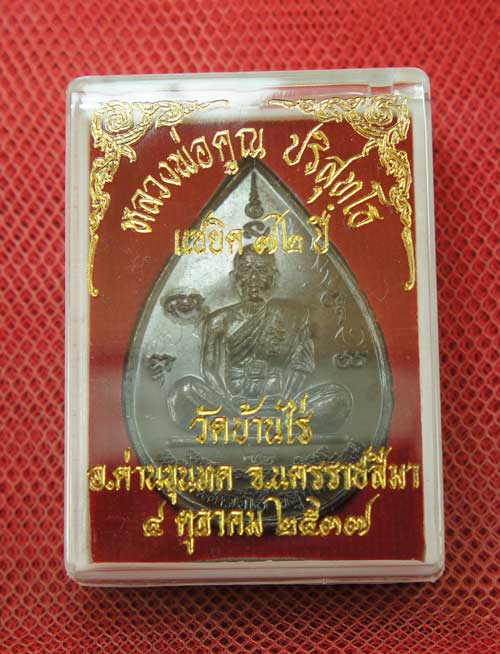 หลวงพ่อคูณ ปริสุทฺโธ
แซยิด ๗๒ ปี
วัดบ้านไร่
อ.ด่านขุนทด จ.นครราชสีมา
๔ ตุลาคม ๒๕๓๗